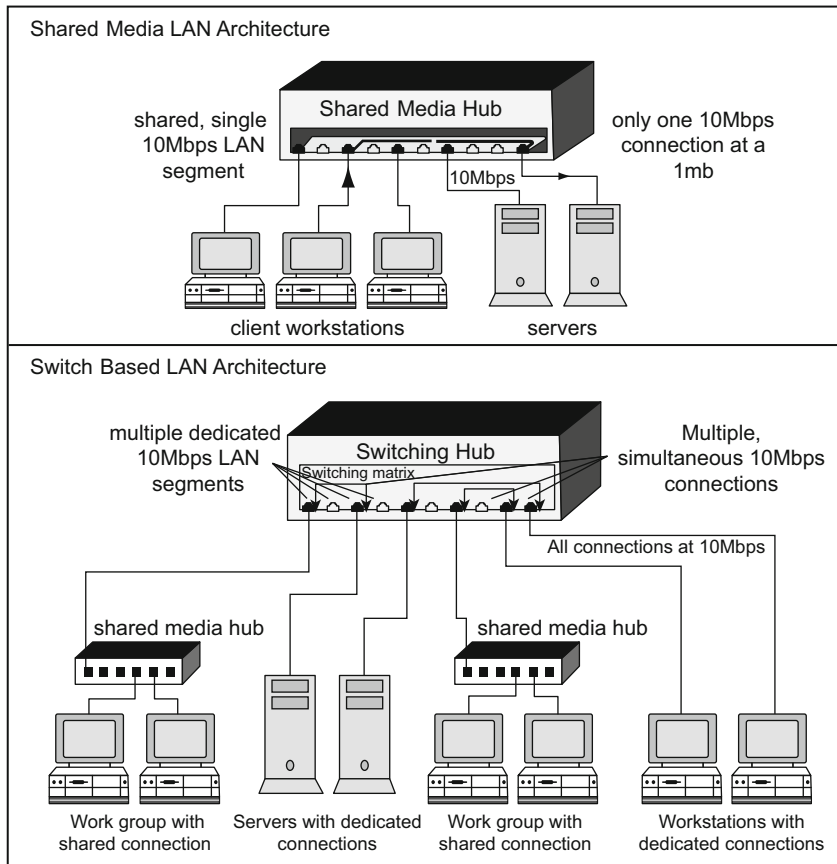 Shared Media LAN Architecture
Shared Media Hub
shared, single
10Mbps LAN
segment
only one 10Mbps
connection at a
1mb
10Mbps
client workstations
servers
Switch Based LAN Architecture
multiple dedicated
10Mbps LAN
segments
Switching Hub
Switching matrix
Multiple,
simultaneous 10Mbps
connections
All connections at 10Mbps
shared media hub
shared media hub
Work group with
shared connection
Servers with dedicated
connections
Work group with
shared connection
Workstations with
dedicated connections